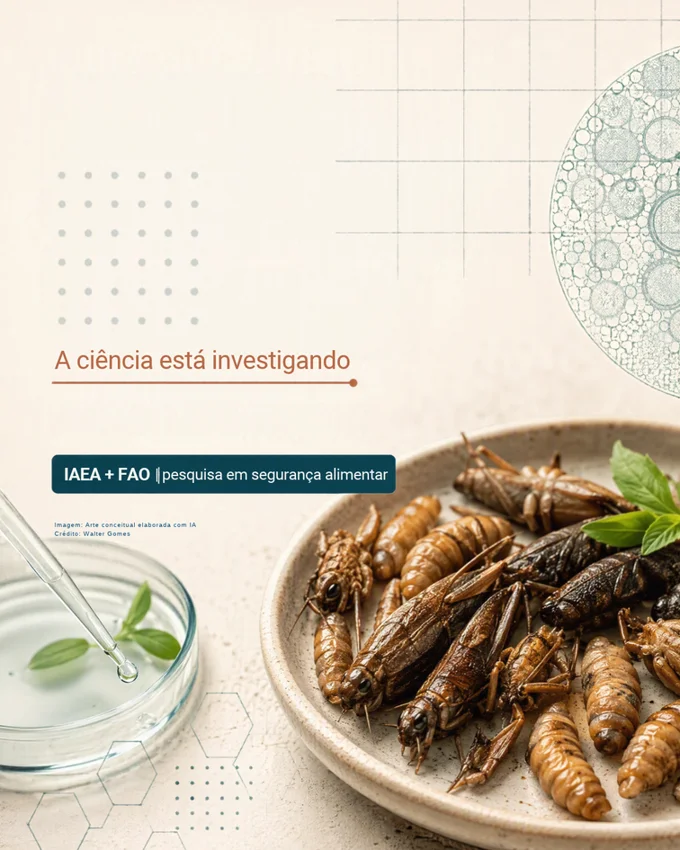 A ciência está investigando
IAEA + FAO | pesquisa em segurança alimentar
Imagem: Arte conceitual elaborada com IA
Crédito: Walter Gomes